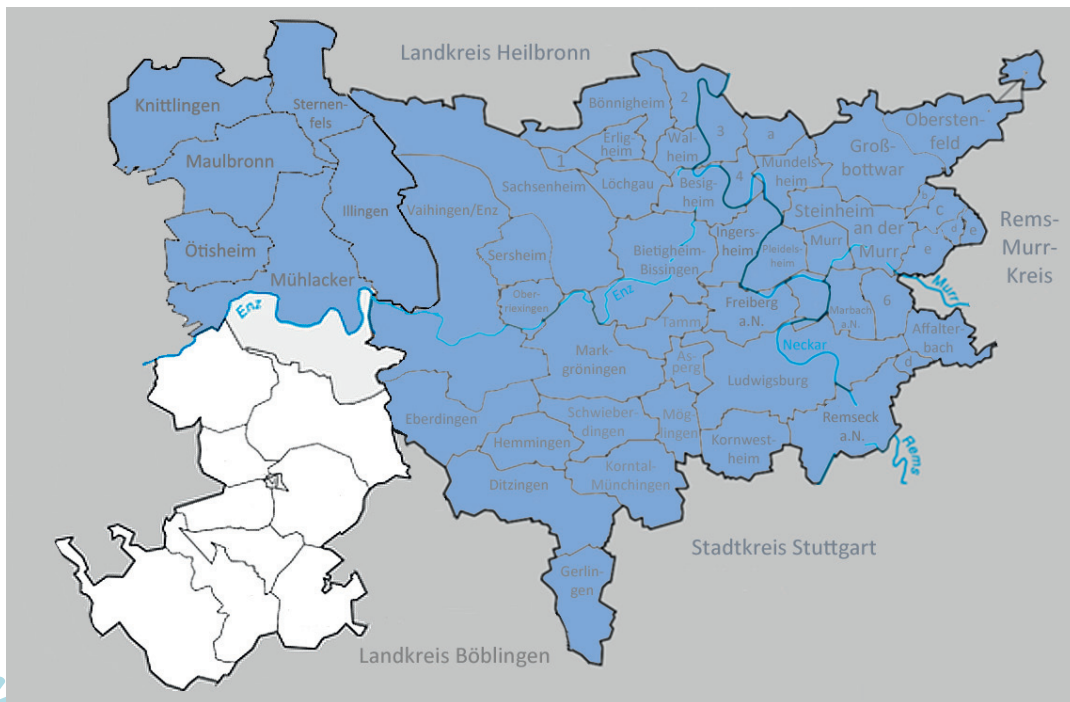 Landkreis Heilbronn
Knittlingen
Sternen-
fels
Bönnigheim
2
3
a
Obersten-
feld
Maulbronn
Erlig-
heim
Wal-
heim
Groß-
bottwar
1
4
Mundels
heim
Sachsenheim
Löchgau
Besig-
heim
Illingen
Vaihingen/Enz
Steinheim
an der
Murr
b
C
d
e
e
Rems-
Murr-
Kreis
Ötisheim
Sersheim
Bietigheim-
Bissingen
Ingers-
heim
Pleidels-
heim
Murr
Mühlacker
Enz
Ober-
riexingen
Enz
Tamm
Freiberg
a.N.
Marbach
a.N.
6
Murr
Affalter-
bach
d
Mark-
gröningen
As-
perg
Neckar
Ludwigsburg
Eberdingen
Schwieber-
dingen
Mög-
lingen
Remseck
a.N.
Hemmingen
Kornwest-
heim
Rems
Ditzingen
Korntal-
Münchingen
Stadtkreis Stuttgart
Gerlin-
gen
Landkreis Böblingen